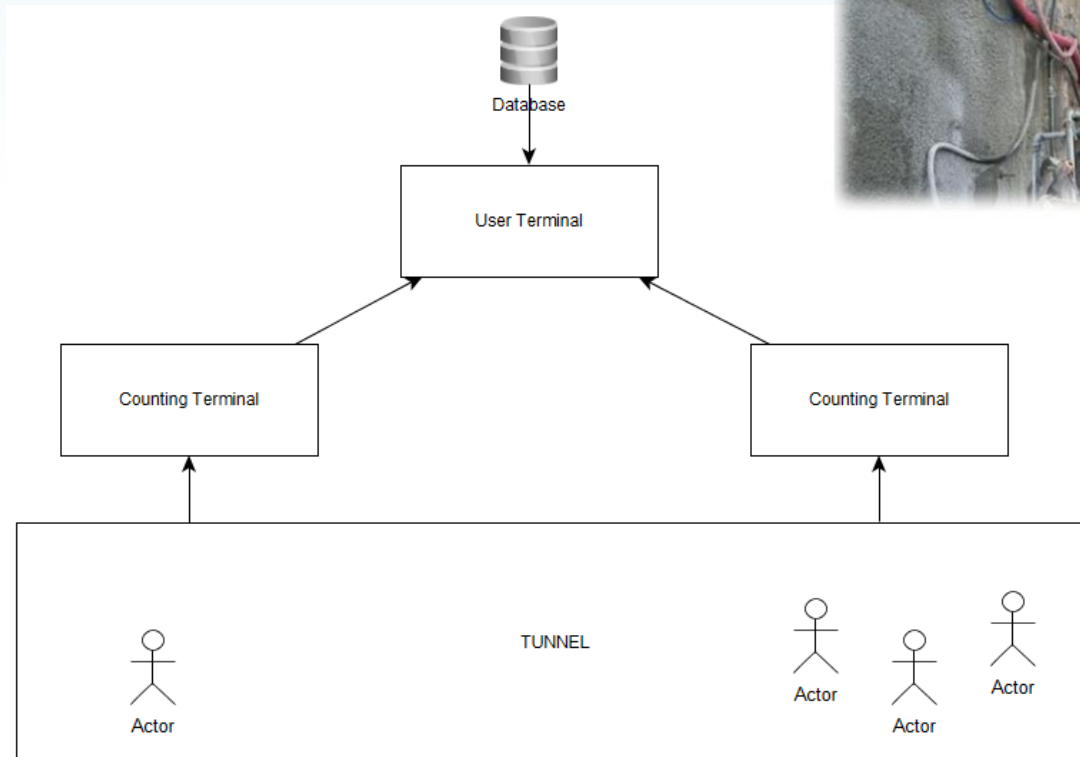 Database
User Terminal
Counting Terminal
Counting Terminal
TUNNEL
Actor
Actor
Actor
Actor